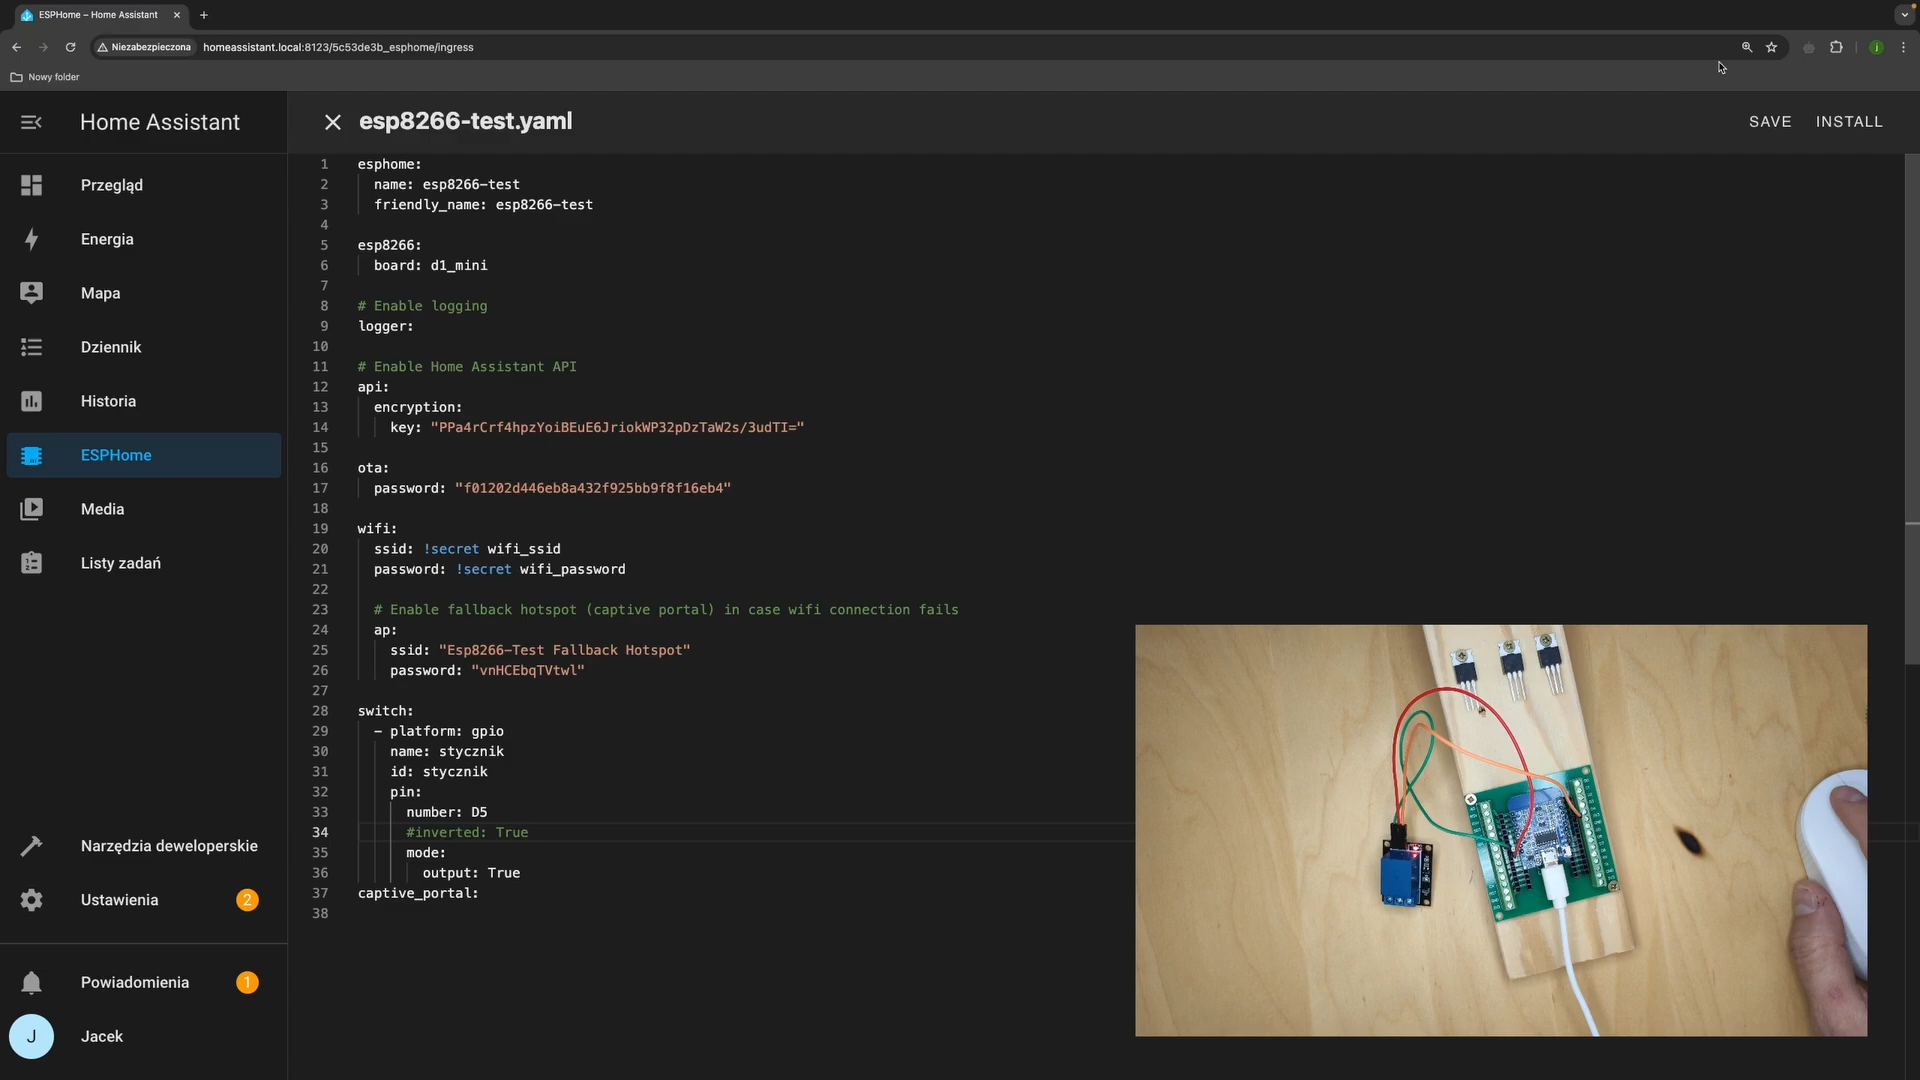 ESPHome – Home Assistant
Niezabezpieczona
homeassistant.local:8123/5c53de3b_esphome/ingress
j
Nowy folder
Home Assistant
esp8266-test.yaml
SAVE
INSTALL
Przegląd
Energia
Mapa
Dziennik
Historia
ESPHome
Media
Listy zadań
Narzędzia deweloperskie
Ustawienia
2
Powiadomienia
1
J
Jacek
1 esphome:
2   name: esp8266-test
3   friendly_name: esp8266-test
4
5 esp8266:
6   board: d1_mini
7
8 # Enable logging
9 logger:
10
11 # Enable Home Assistant API
12 api:
13   encryption:
14     key: "PPa4rCrf4hpzYoiBEuE6JriokWP32pDzTaW2s/3udTI="
15
16 ota:
17   password: "f01202d446eb8a432f925bb9f8f16eb4"
18
19 wifi:
20   ssid: !secret wifi_ssid
21   password: !secret wifi_password
22
23   # Enable fallback hotspot (captive portal) in case wifi connection fails
24   ap:
25     ssid: "Esp8266-Test Fallback Hotspot"
26     password: "vnHCEbqTVtwl"
27
28 switch:
29   - platform: gpio
30     name: stycznik
31     id: stycznik
32     pin:
33       number: D5
34       #inverted: True
35       mode:
36         output: True
37 captive_portal:
38